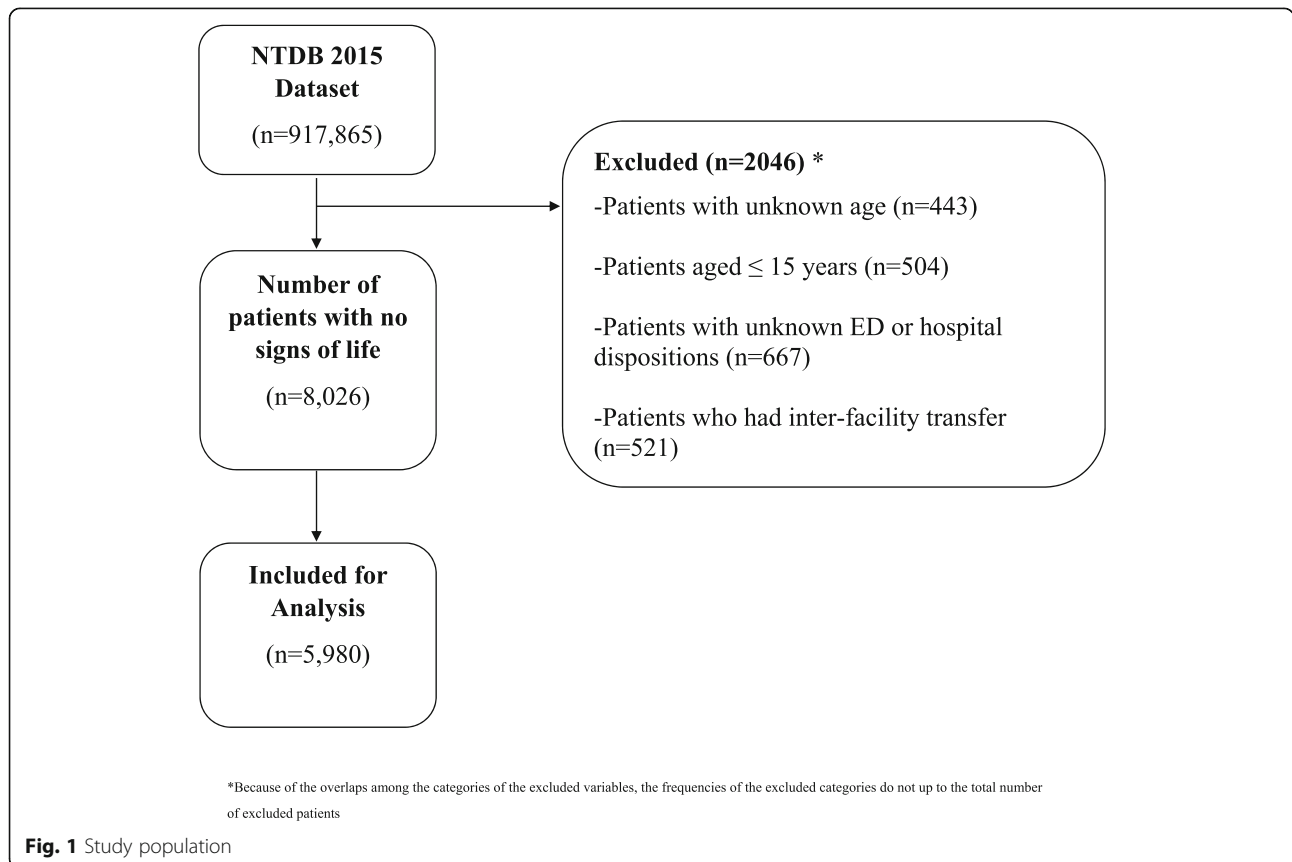 NTDB 2015
Dataset
(n=917,865)
Excluded (n=2046) *
-Patients with unknown age (n=443)
-Patients aged ≤ 15 years (n=504)
-Patients with unknown ED or hospital
dispositions (n=667)
-Patients who had inter-facility transfer
(n=521)
Number of
patients with no
signs of life
(n=8,026)
Included for
Analysis
(n=5,980)
*Because of the overlaps among the categories of the excluded variables, the frequencies of the excluded categories do not up to the total number
of excluded patients
Fig. 1 Study population